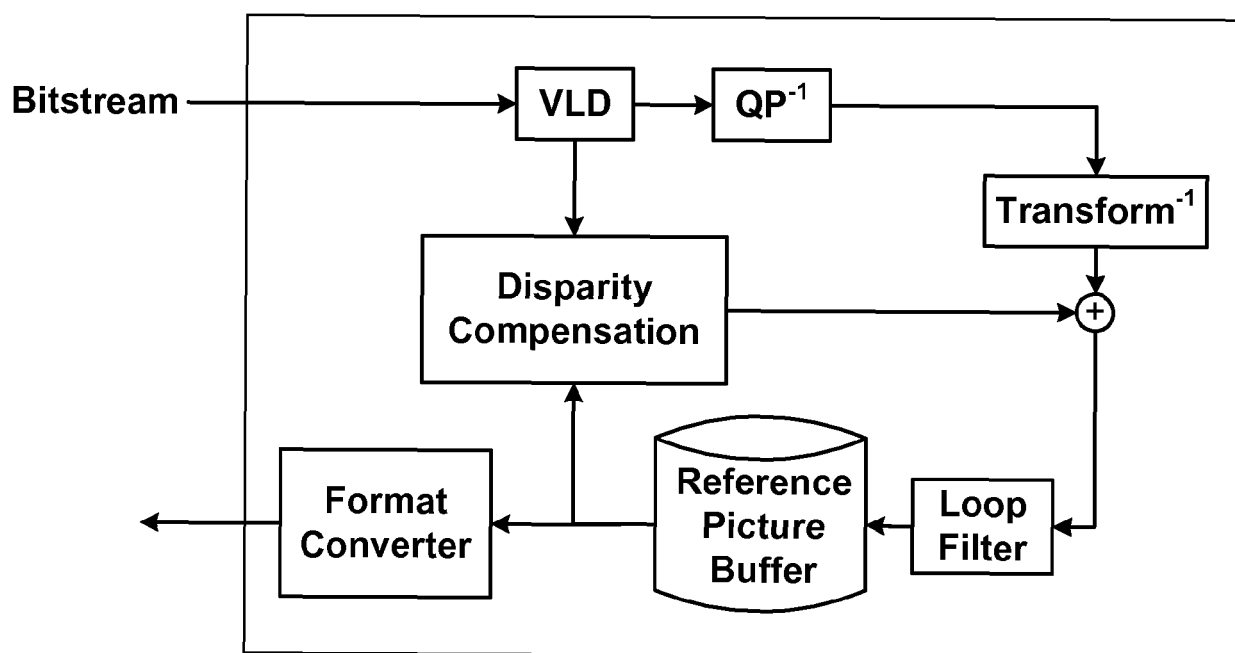 Bitstream
VLD
QP⁻¹
Transform⁻¹
Disparity
Compensation
+
Format
Converter
Reference
Picture
Buffer
Loop
Filter